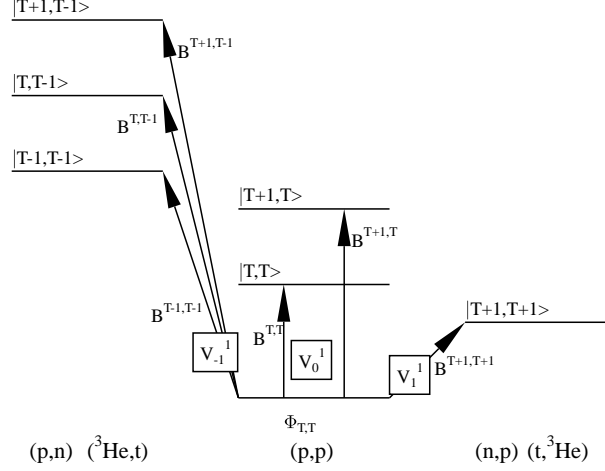 |T+1,T-1>
B^{T+1,T-1}
|T,T-1>
B^{T,T-1}
|T-1,T-1>
|T+1,T>
B^{T+1,T}
|T,T>
|T+1,T+1>
B^{T-1,T-1}
B^{T,T}
V_{-1}^{1}
V_{0}^{1}
V_{1}^{1}
B^{T+1,T+1}
Φ_{T,T}
(p,n) (^{3}He,t)
(p,p)
(n,p) (t,^{3}He)